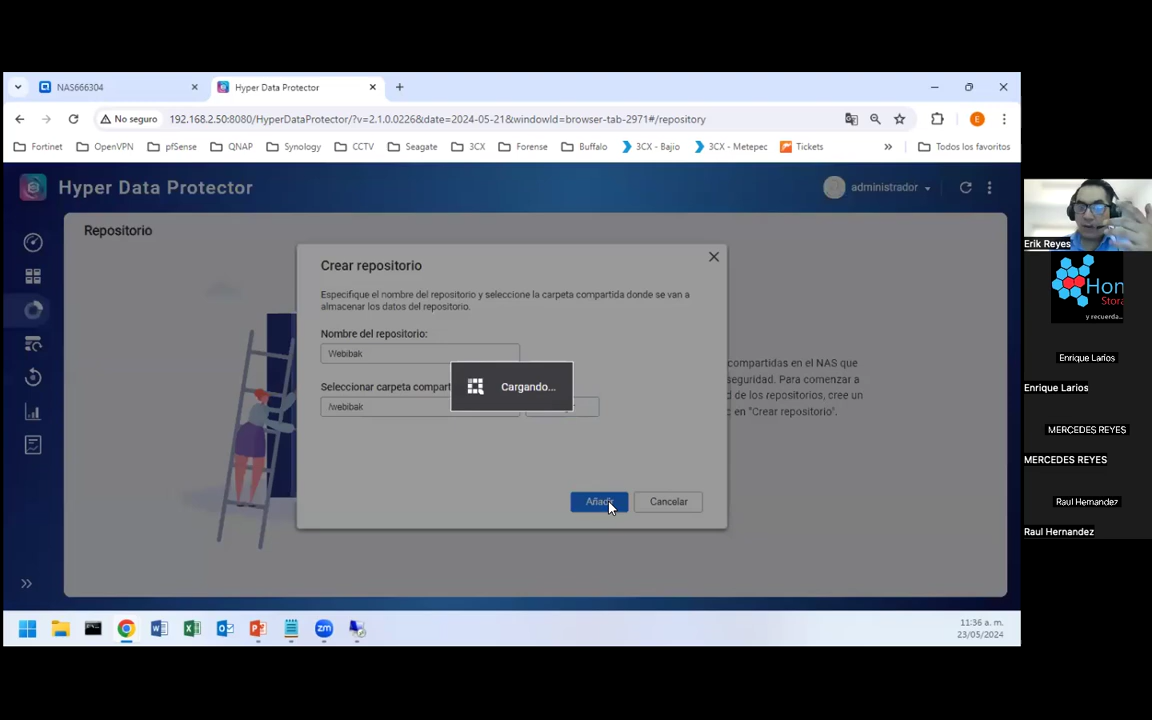 NAS666304
Hyper Data Protector
No seguro
192.168.2.50:8080/HyperDataProtector/?v=2.1.0.0226&date=2024-05-21&windowId=browser-tab-2971#/repository
E
Fortinet
OpenVPN
pfSense
QNAP
Synology
CCTV
Seagate
3CX
Forense
Buffalo
3CX - Bajio
3CX - Metepec
Tickets
Todos los favoritos
Hyper Data Protector
administrador
Repositorio
Crear repositorio
Especifique el nombre del repositorio y seleccione la carpeta compartida donde se van a
almacenar los datos del repositorio.
Nombre del repositorio:
Webibak
Seleccionar carpeta compart
/webibak
Cargando...
compartidas en el NAS que
seguridad. Para comenzar a
d de los repositorios, cree un
c en "Crear repositorio".
Añadir
Cancelar
11:36 a. m.
23/05/2024
Erik Reyes
Hon
Stora
y recuerda...
Enrique Larios
Enrique Larios
MERCEDES REYES
MERCEDES REYES
Raul Hernandez
Raul Hernandez